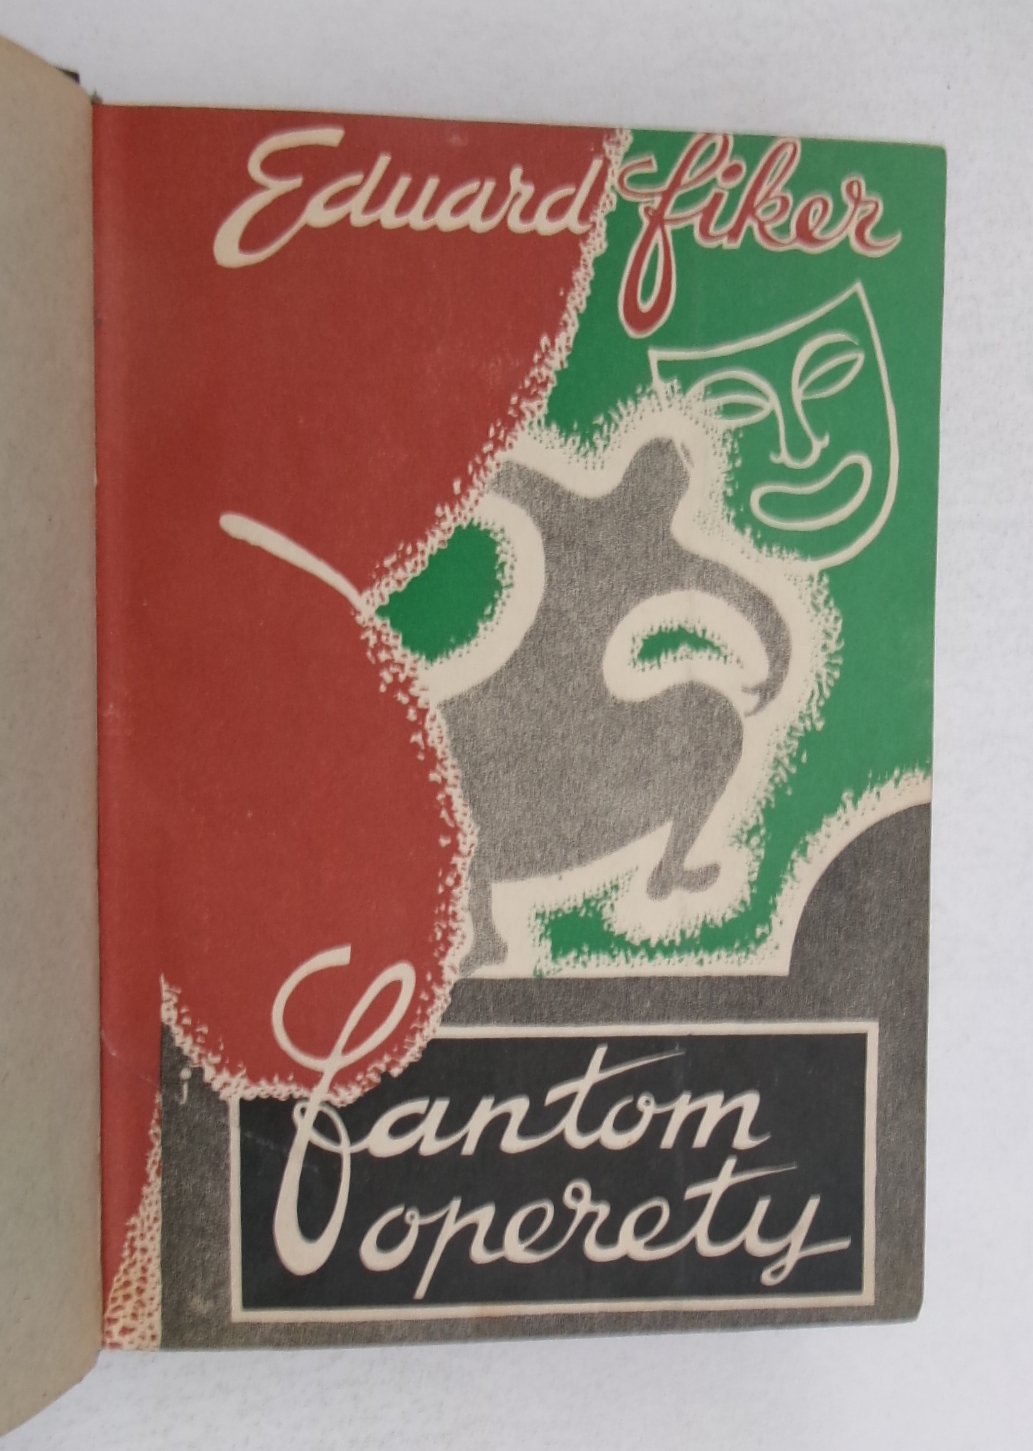 Eduard Fiker
Fantom
operety
j